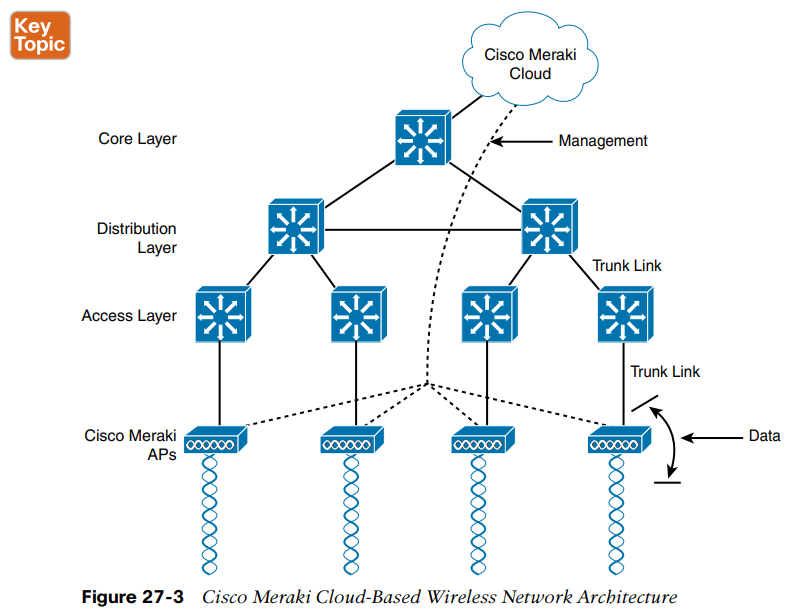 Key
Topic
Cisco Meraki
Cloud
Core Layer
Management
Distribution
Layer
Trunk Link
Access Layer
Trunk Link
Cisco Meraki
APs
Data
Figure 27-3 Cisco Meraki Cloud-Based Wireless Network Architecture